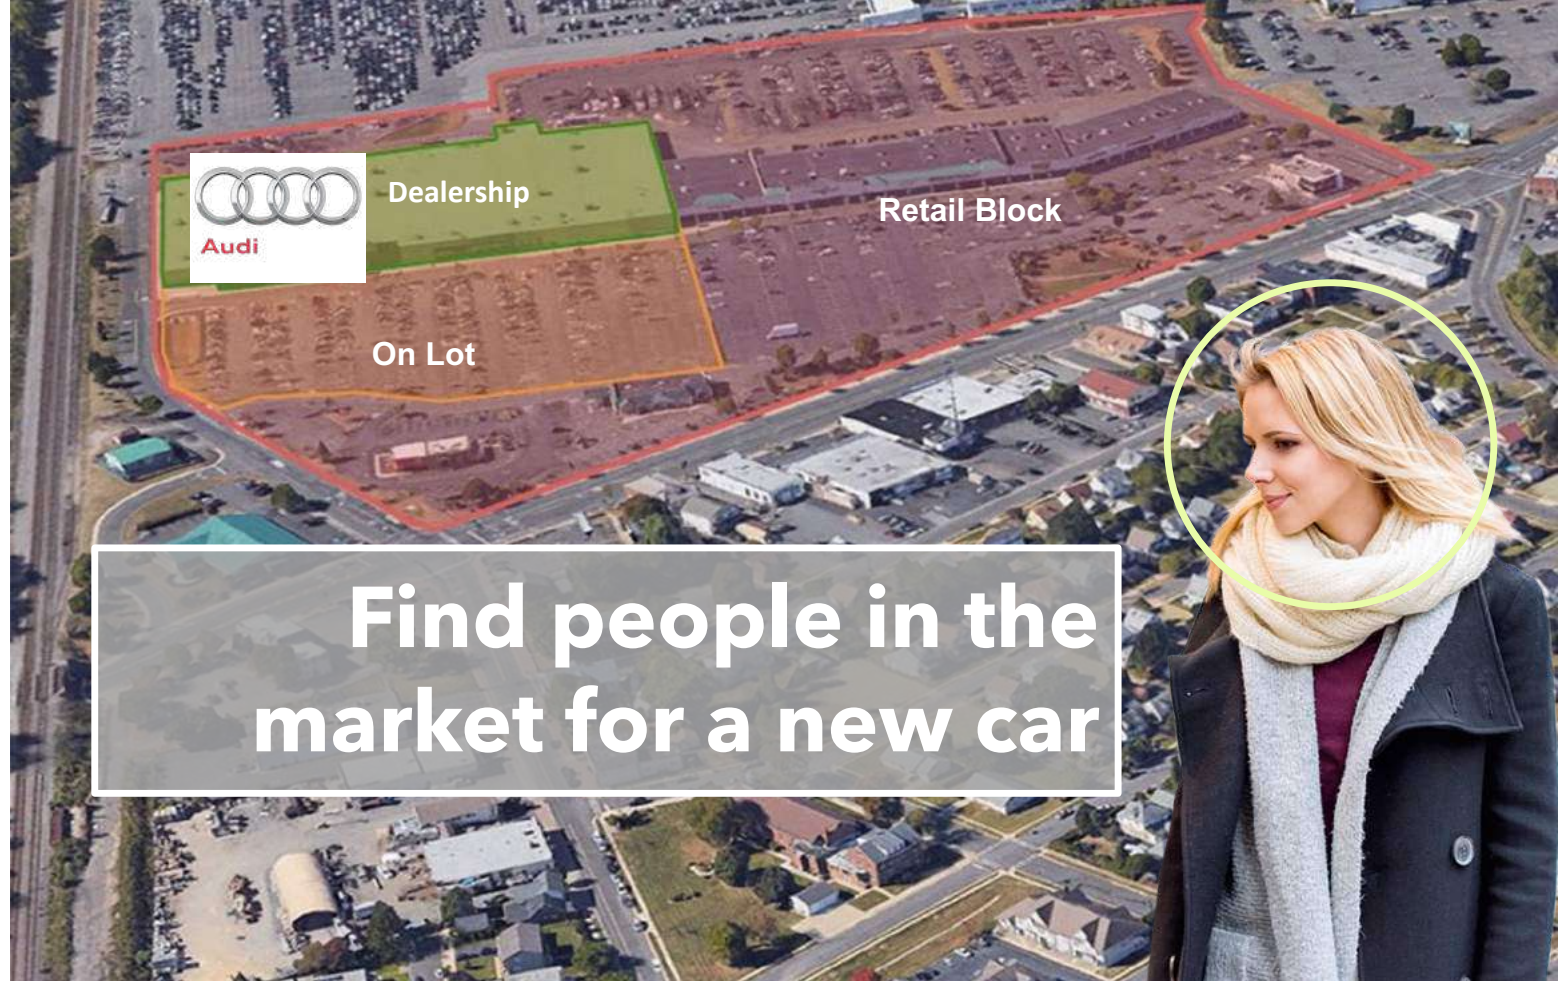 Audi
Dealership
Retail Block
On Lot
Find people in the
market for a new car